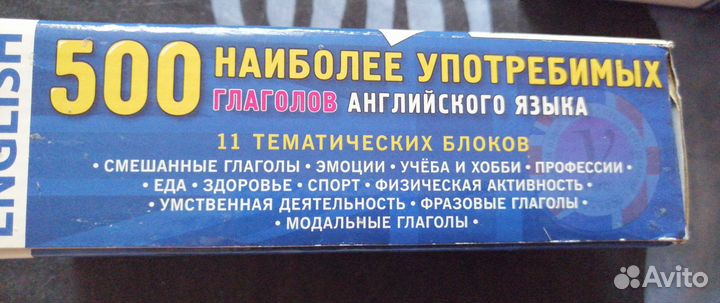 ENGLISH
500 НАИБОЛЕЕ УПОТРЕБИМЫХ
ГЛАГОЛОВ АНГЛИЙСКОГО ЯЗЫКА
11 ТЕМАТИЧЕСКИХ БЛОКОВ
• СМЕШАННЫЕ ГЛАГОЛЫ • ЭМОЦИИ • УЧЁБА И ХОББИ • ПРОФЕССИИ •
• ЕДА • ЗДОРОВЬЕ • СПОРТ • ФИЗИЧЕСКАЯ АКТИВНОСТЬ •
• УМСТВЕННАЯ ДЕЯТЕЛЬНОСТЬ • ФРАЗОВЫЕ ГЛАГОЛЫ •
• МОДАЛЬНЫЕ ГЛАГОЛЫ •
Avito